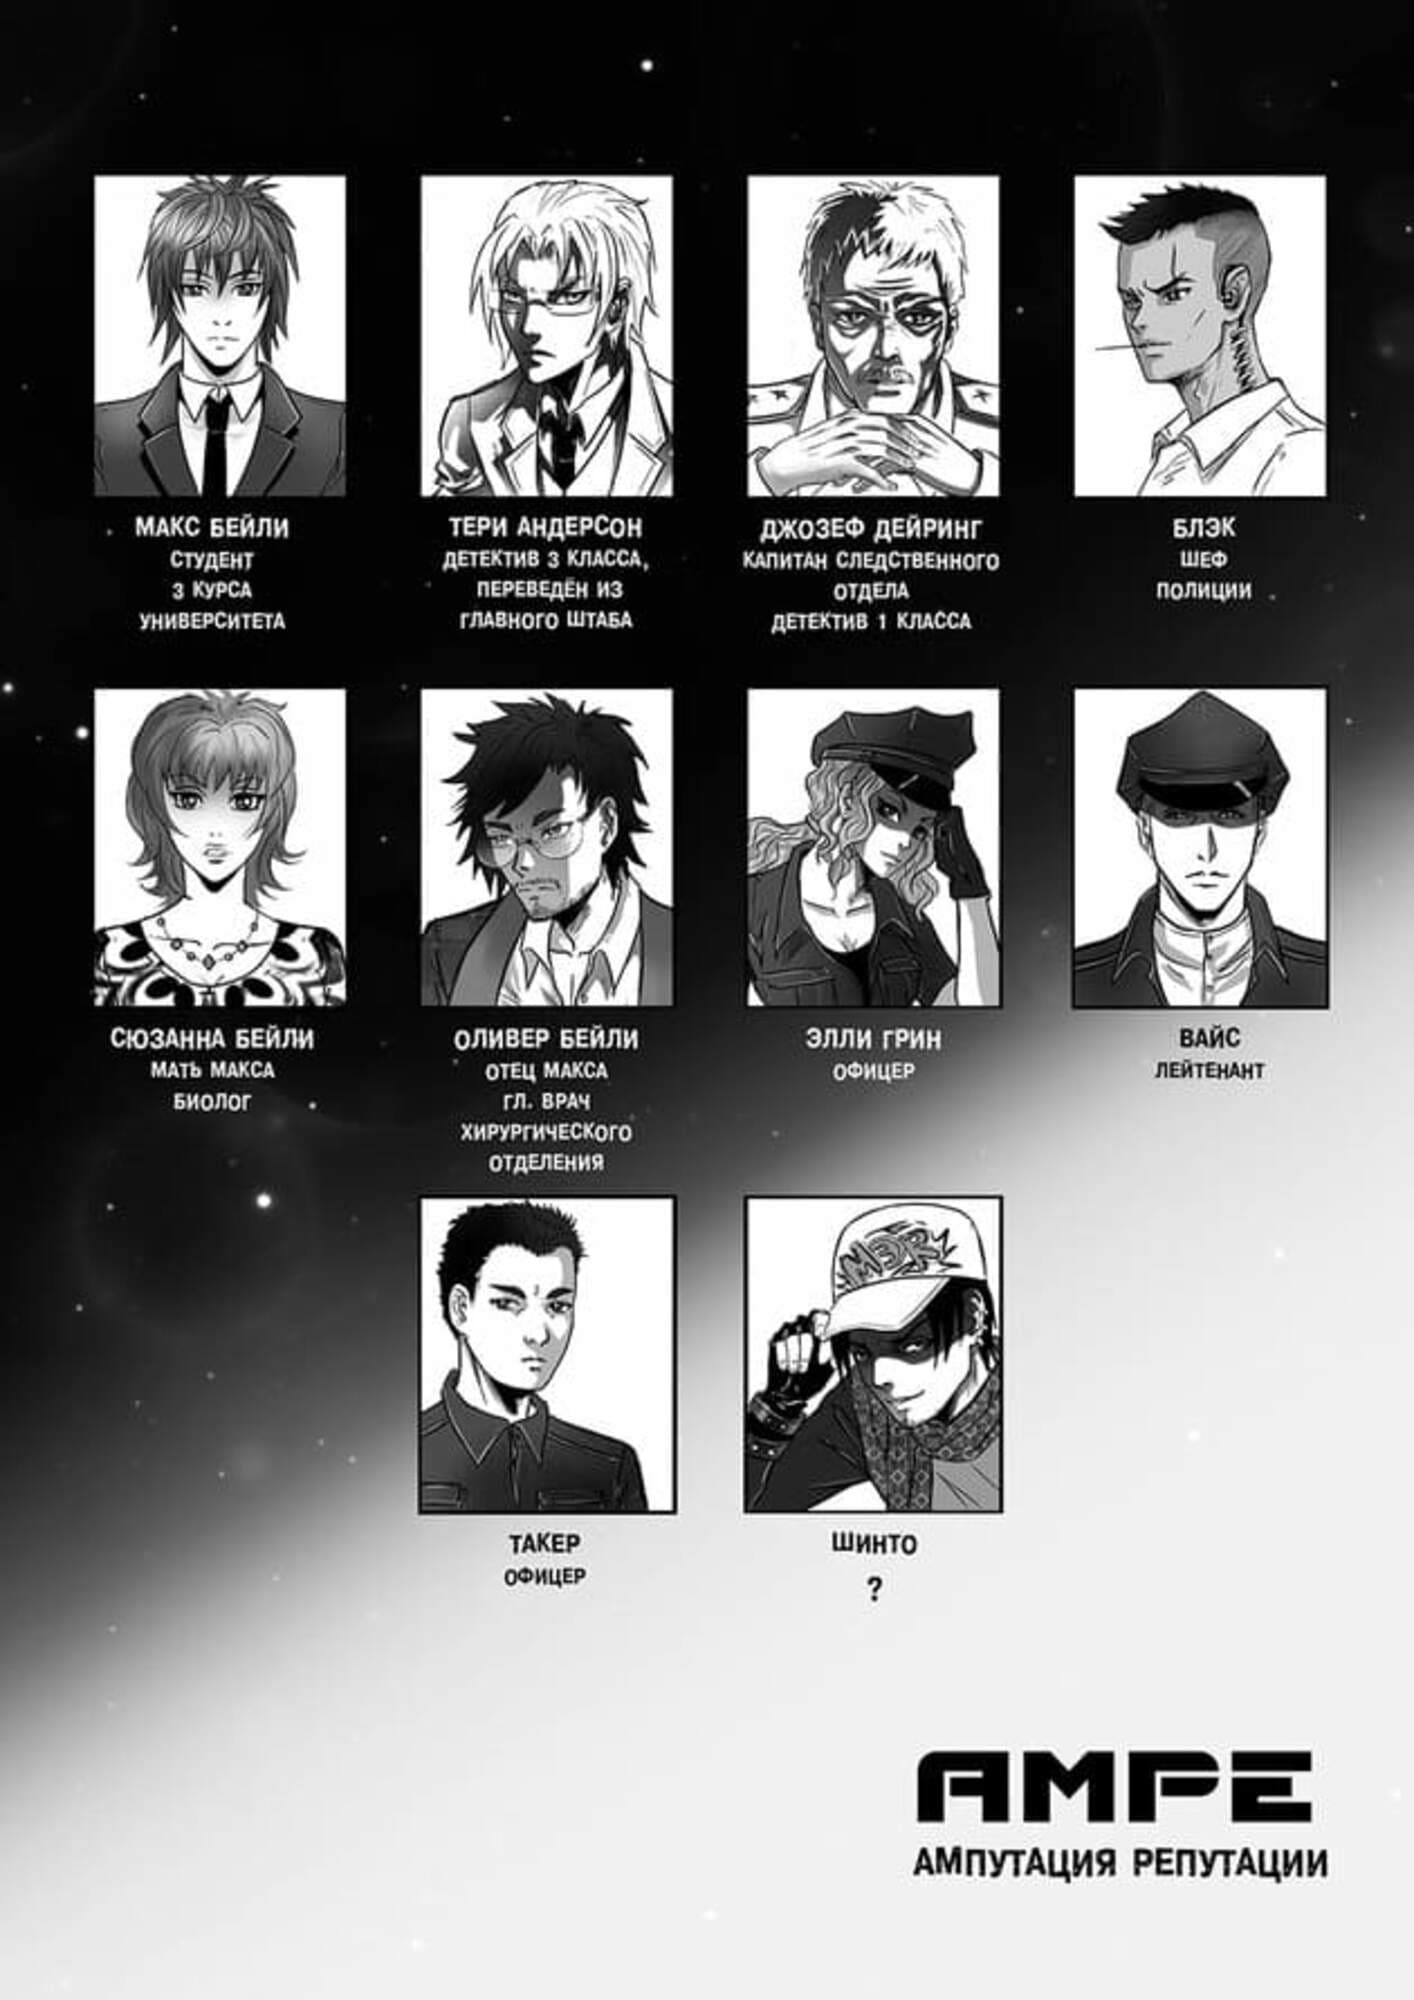 МАКС БЕЙЛИ
СТУДЕНТ
3 КУРСА
УНИВЕРСИТЕТА
ТЕРИ АНДЕРСОН
ДЕТЕКТИВ 3 КЛАССА,
ПЕРЕВЕДЁН ИЗ
ГЛАВНОГО ШТАБА
ДЖОЗЕФ ДЕЙРИНГ
КАПИТАН СЛЕДСТВЕННОГО
ОТДЕЛА
ДЕТЕКТИВ 1 КЛАССА
БЛЭК
ШЕФ
ПОЛИЦИИ
СЮЗАННА БЕЙЛИ
МАТЬ МАКСА
БИОЛОГ
ОЛИВЕР БЕЙЛИ
ОТЕЦ МАКСА
ГЛ. ВРАЧ
ХИРУРГИЧЕСКОГО
ОТДЕЛЕНИЯ
ЭЛЛИ ГРИН
ОФИЦЕР
ВАЙС
ЛЕЙТЕНАНТ
МЭR
ТАКЕР
ОФИЦЕР
ШИНТО
?
АМРЕ
АМПУТАЦИЯ РЕПУТАЦИИ